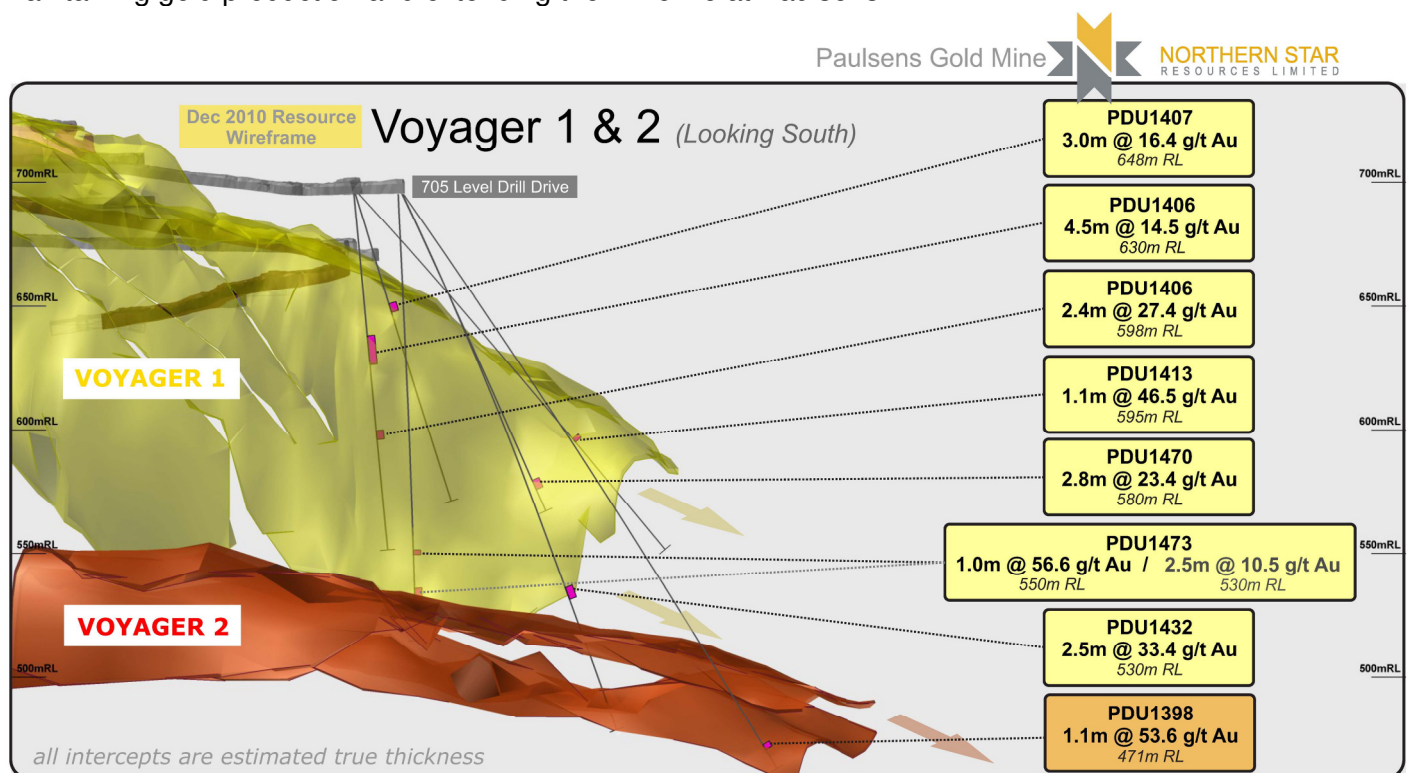 Paulsens Gold Mine
NORTHERN STAR
RESOURCES LIMITED
Dec 2010 Resource
Wireframe
Voyager 1 & 2 (Looking South)
705 Level Drill Drive
700mRL
650mRL
600mRL
550mRL
500mRL
VOYAGER 1
VOYAGER 2
PDU1407
3.0m @ 16.4 g/t Au
648m RL
PDU1406
4.5m @ 14.5 g/t Au
630m RL
PDU1406
2.4m @ 27.4 g/t Au
598m RL
PDU1413
1.1m @ 46.5 g/t Au
595m RL
PDU1470
2.8m @ 23.4 g/t Au
580m RL
PDU1473
1.0m @ 56.6 g/t Au / 2.5m @ 10.5 g/t Au
550m RL 530m RL
PDU1432
2.5m @ 33.4 g/t Au
530m RL
PDU1398
1.1m @ 53.6 g/t Au
471m RL
700mRL
650mRL
600mRL
550mRL
500mRL
all intercepts are estimated true thickness